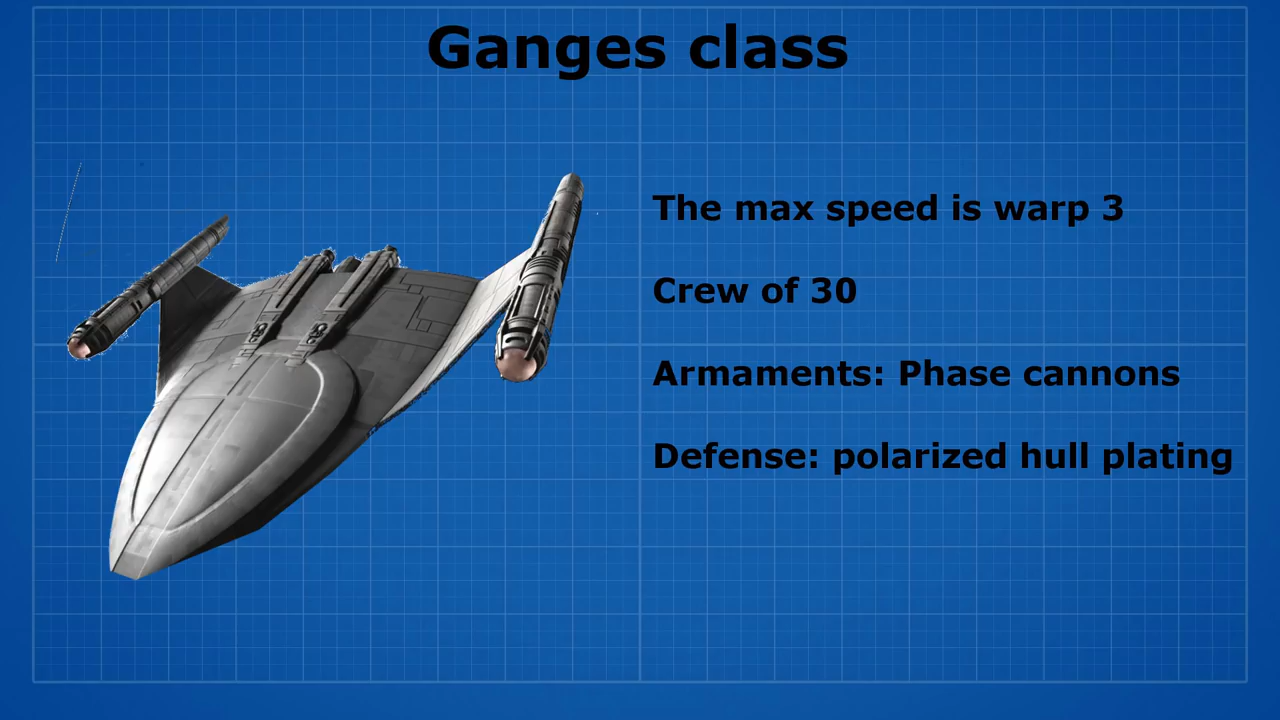 Ganges class
The max speed is warp 3
Crew of 30
Armaments: Phase cannons
Defense: polarized hull plating